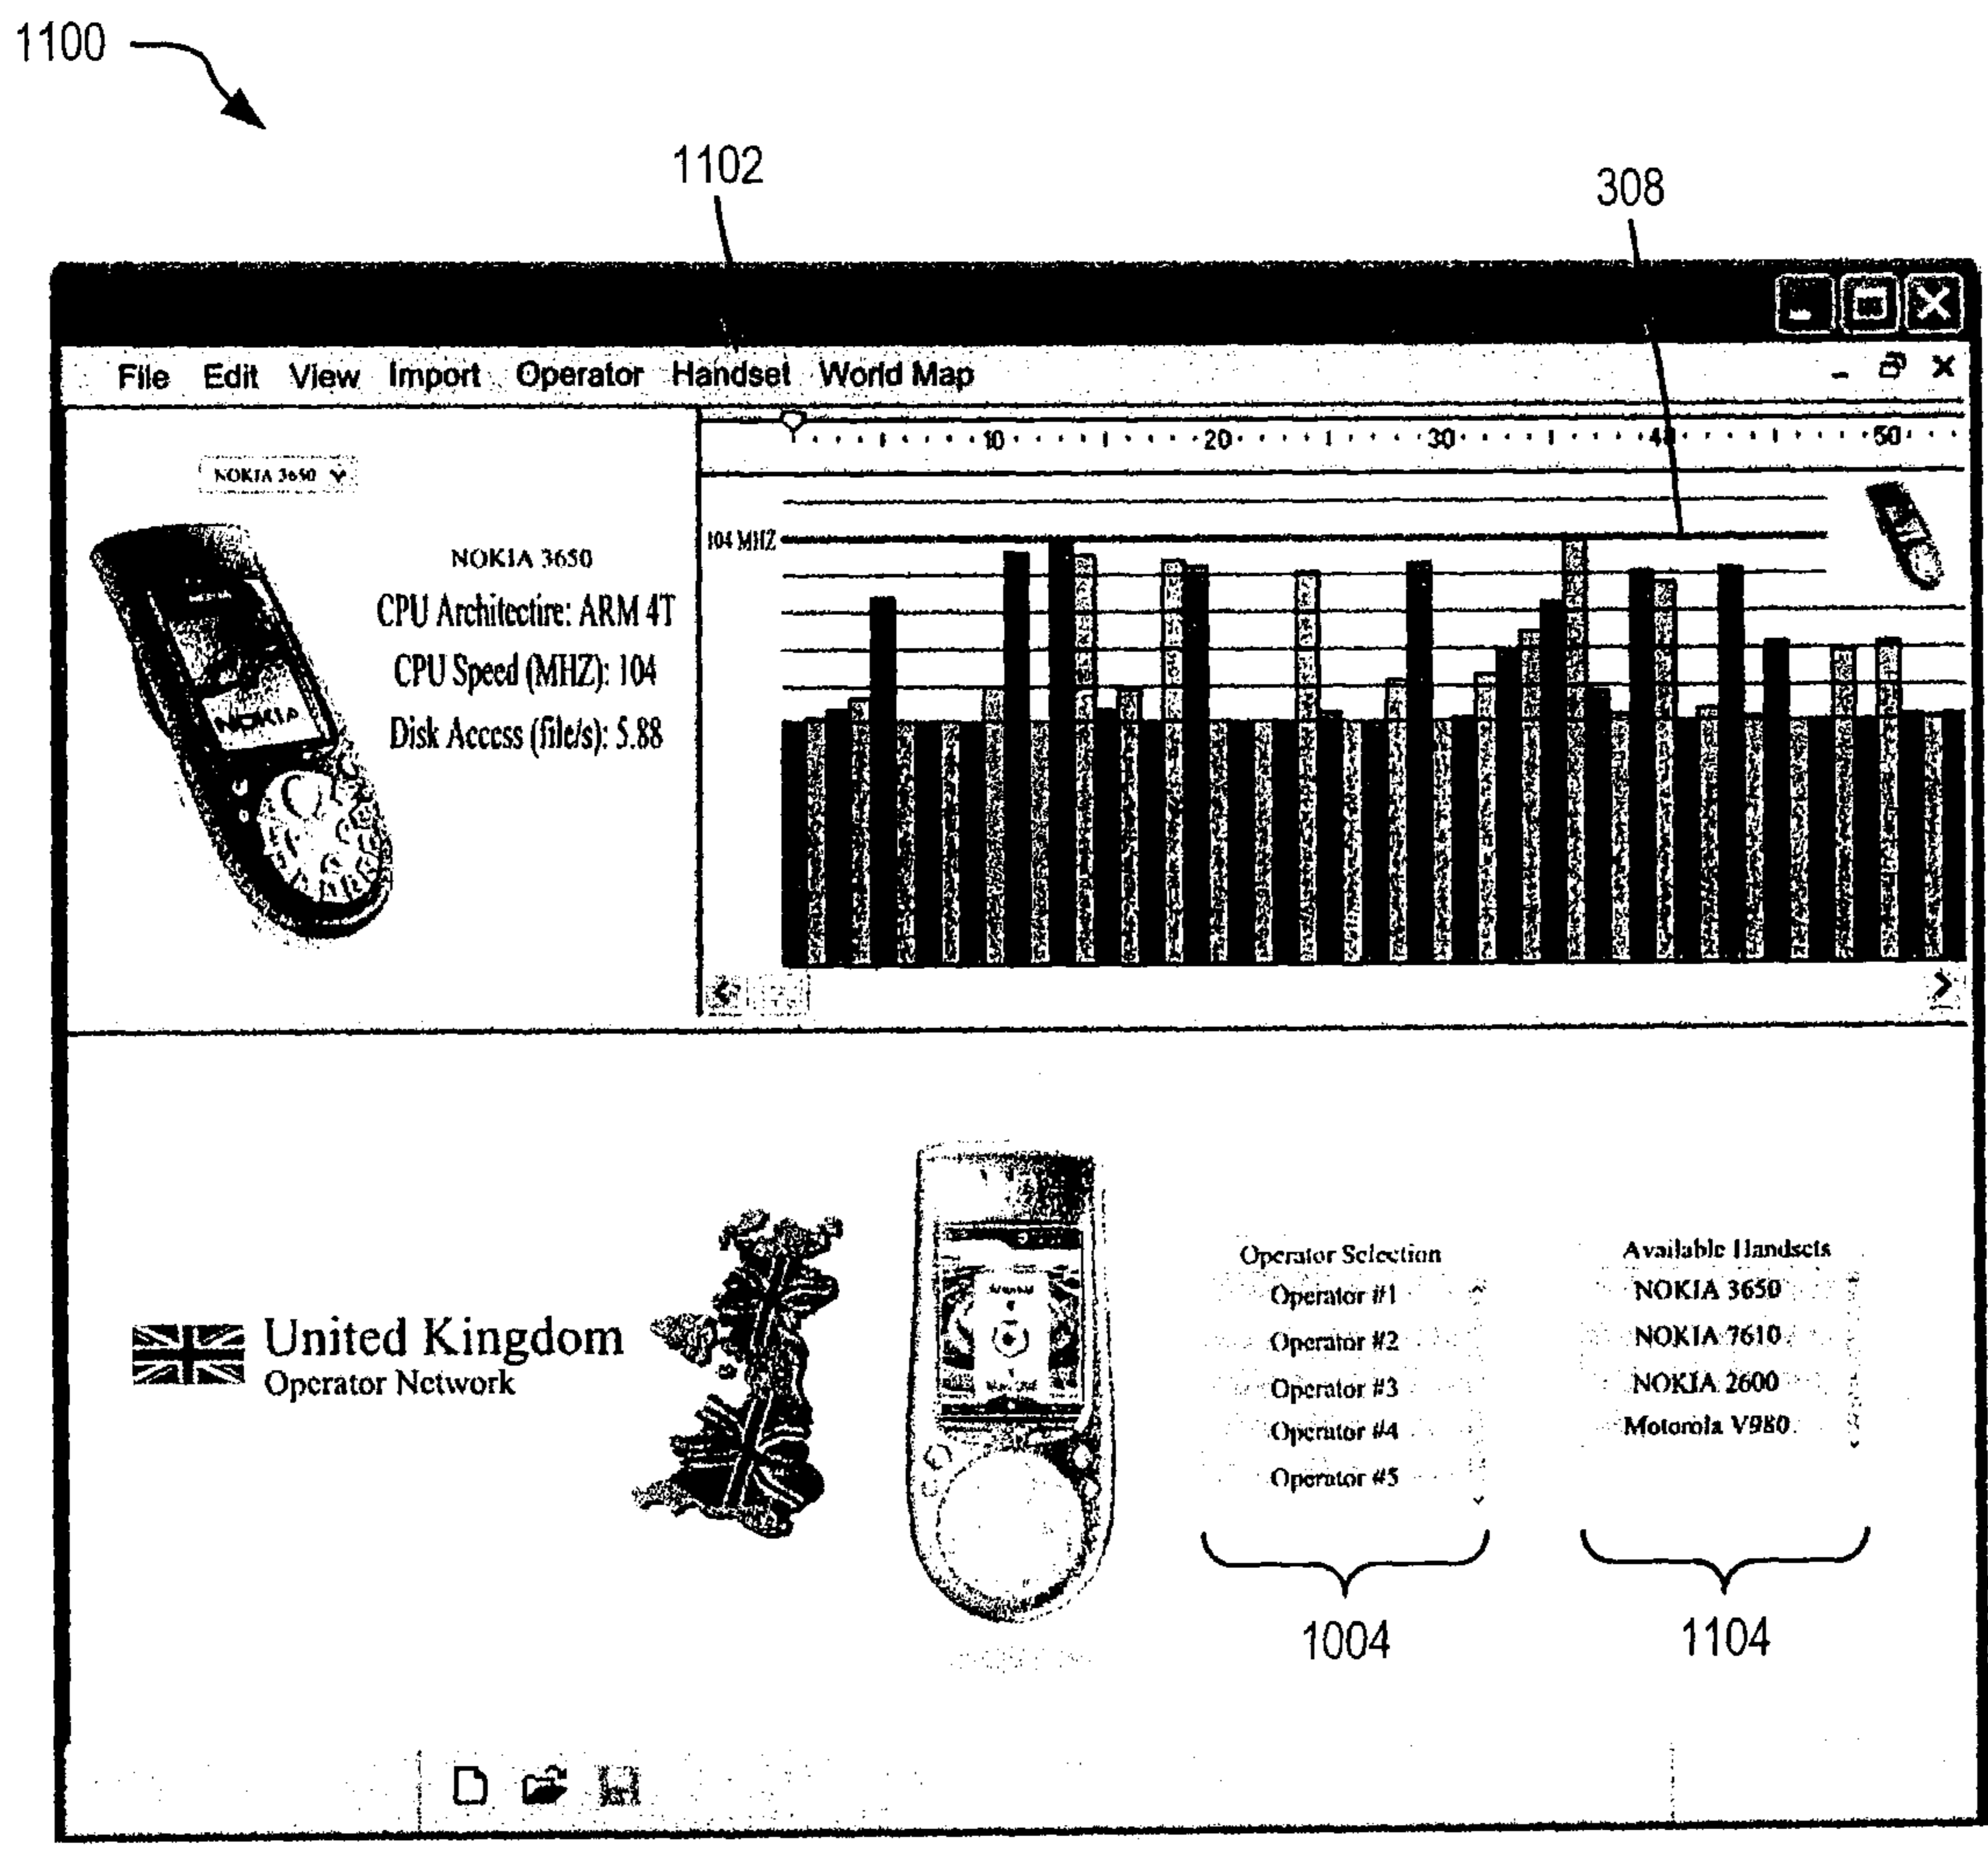 1100
1102
308
File Edit View Import Operator Handset World Map
10 20 30 40 50
NOKIA 3650
104 MHZ
NOKIA 3650
CPU Architectire: ARM 4T
CPU Speed (MHZ): 104
Disk Access (file/s): 5.88
NOKIA
United Kingdom
Operator Network
Operator Selection
Operator #1
Operator #2
Operator #3
Operator #4
Operator #5
Available Handsets
NOKIA 3650
NOKIA 7610
NOKIA 2600
Motorola V980
1004
1104